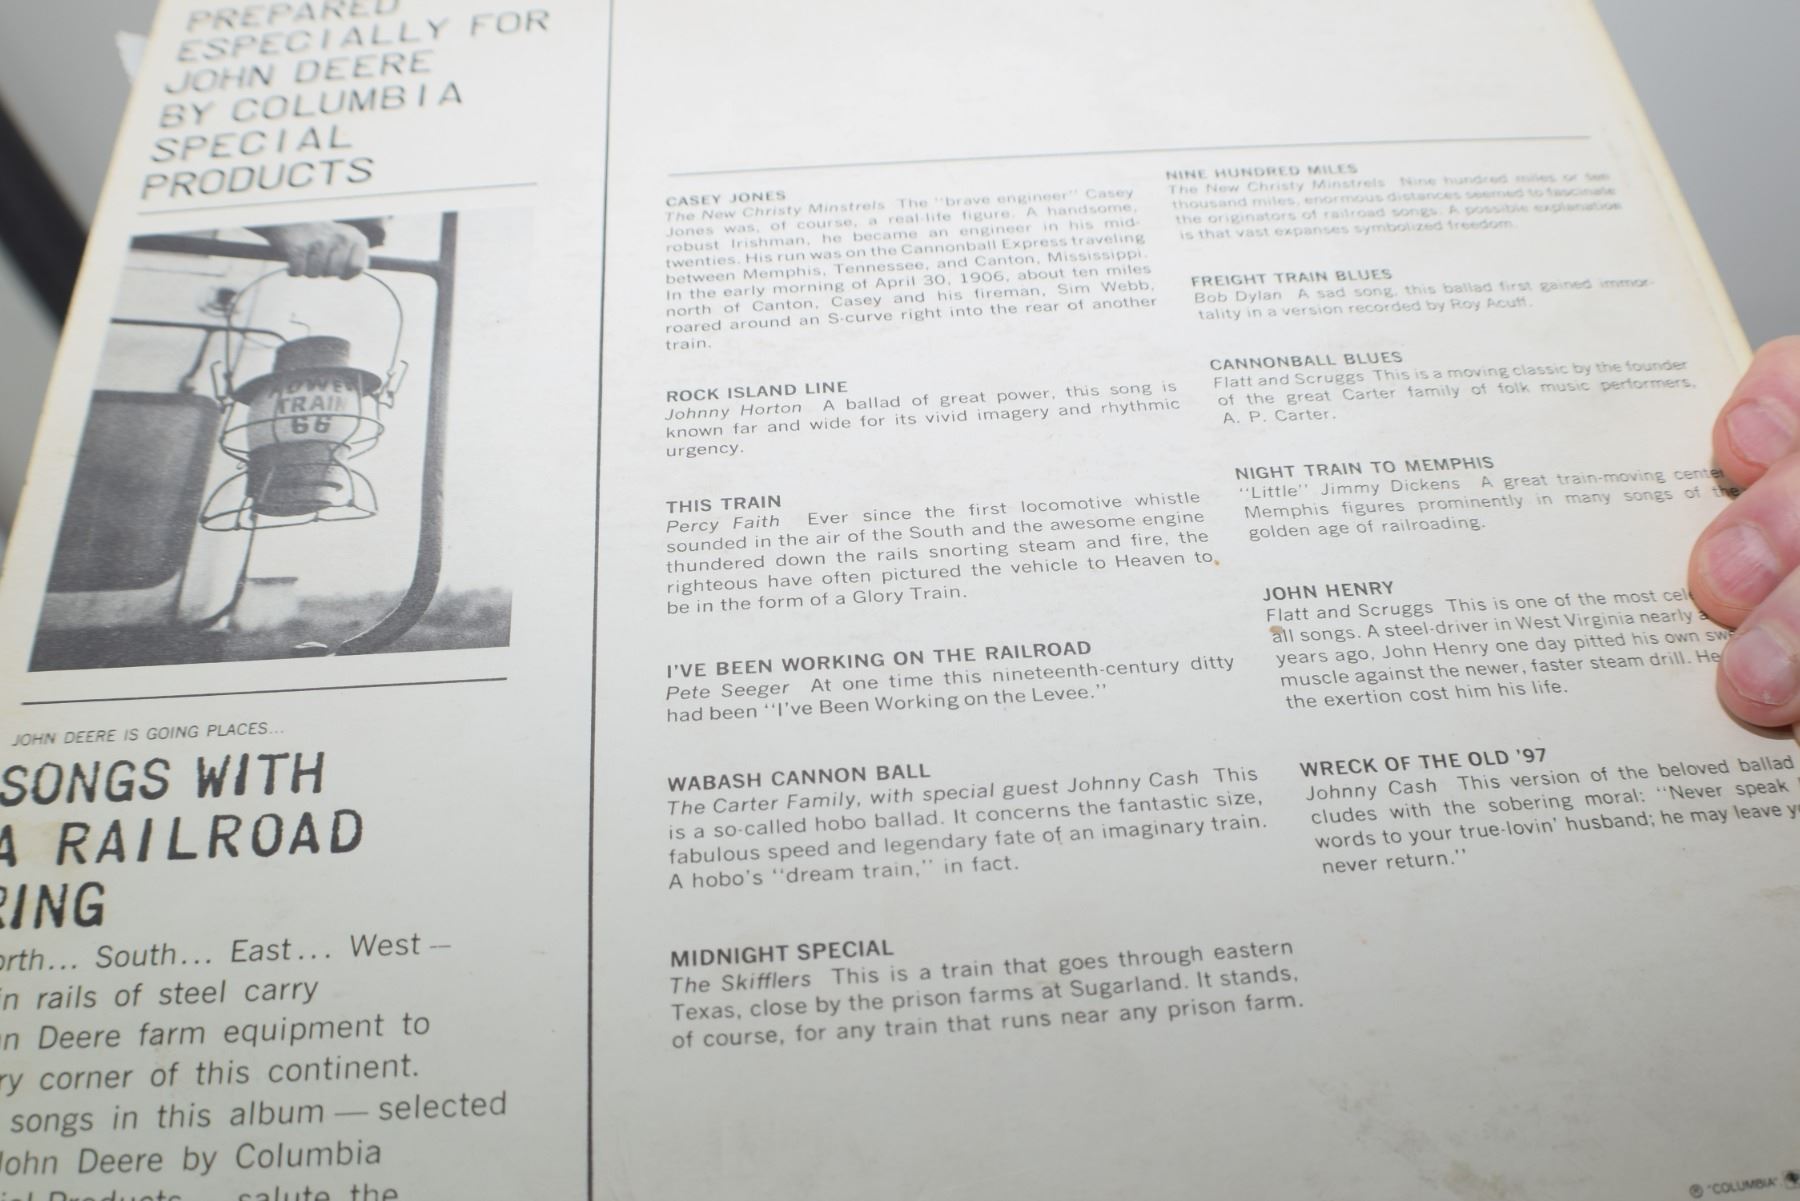 PREPARED
ESPECIALLY FOR
JOHN DEERE
BY COLUMBIA
SPECIAL
PRODUCTS
POWER
TRAIN
66
JOHN DEERE IS GOING PLACES...
SONGS WITH
A RAILROAD
RING
orth... South... East... West —
in rails of steel carry
n Deere farm equipment to
ry corner of this continent.
songs in this album — selected
John Deere by Columbia
ial Products — salute the
CASEY JONES
The New Christy Minstrels The "brave engineer" Casey
Jones was, of course, a real-life figure. A handsome,
robust Irishman, he became an engineer in his mid-
twenties. His run was on the Cannonball Express traveling
between Memphis, Tennessee, and Canton, Mississippi.
In the early morning of April 30, 1906, about ten miles
north of Canton, Casey and his fireman, Sim Webb,
roared around an S-curve right into the rear of another
train.
ROCK ISLAND LINE
Johnny Horton A ballad of great power, this song is
known far and wide for its vivid imagery and rhythmic
urgency.
THIS TRAIN
Percy Faith Ever since the first locomotive whistle
sounded in the air of the South and the awesome engine
thundered down the rails snorting steam and fire, the
righteous have often pictured the vehicle to Heaven to
be in the form of a Glory Train.
I'VE BEEN WORKING ON THE RAILROAD
Pete Seeger At one time this nineteenth-century ditty
had been "I've Been Working on the Levee."
WABASH CANNON BALL
The Carter Family, with special guest Johnny Cash This
is a so-called hobo ballad. It concerns the fantastic size,
fabulous speed and legendary fate of an imaginary train.
A hobo's "dream train," in fact.
MIDNIGHT SPECIAL
The Skifflers This is a train that goes through eastern
Texas, close by the prison farms at Sugarland. It stands,
of course, for any train that runs near any prison farm.
NINE HUNDRED MILES
The New Christy Minstrels Nine hundred miles or ten
thousand miles, enormous distances seemed to fascinate
the originators of railroad songs. A possible explanation
is that vast expanses symbolized freedom.
FREIGHT TRAIN BLUES
Bob Dylan A sad song, this ballad first gained immor-
tality in a version recorded by Roy Acuff.
CANNONBALL BLUES
Flatt and Scruggs This is a moving classic by the founder
of the great Carter family of folk music performers,
A. P. Carter.
NIGHT TRAIN TO MEMPHIS
"Little" Jimmy Dickens A great train-moving center
Memphis figures prominently in many songs of the
golden age of railroading.
JOHN HENRY
Flatt and Scruggs This is one of the most cel
all songs. A steel-driver in West Virginia nearly a
years ago, John Henry one day pitted his own swe
muscle against the newer, faster steam drill. He
the exertion cost him his life.
WRECK OF THE OLD '97
Johnny Cash This version of the beloved ballad
cludes with the sobering moral: "Never speak
words to your true-lovin' husband; he may leave y
never return."
℗ "COLUMBIA"